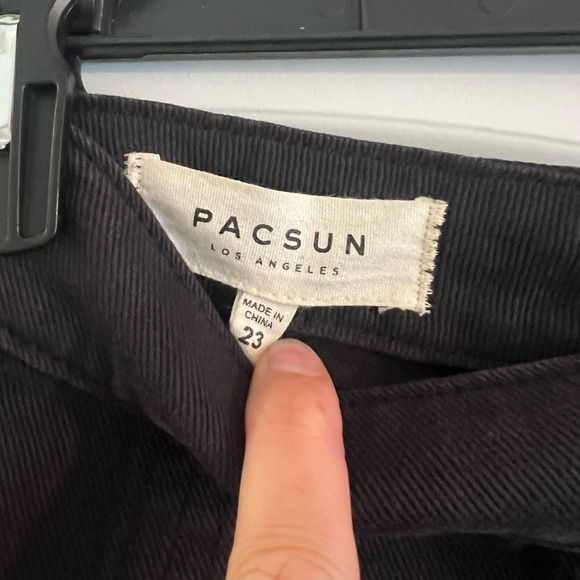 PACSUN
LOS ANGELES
MADE IN
CHINA
23